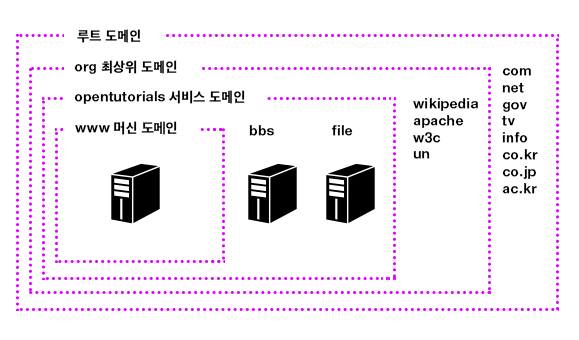 루트 도메인
org 최상위 도메인
opentutorials 서비스 도메인
www 머신 도메인
bbs
file
wikipedia
apache
w3c
un
com
net
gov
tv
info
co.kr
co.jp
ac.kr